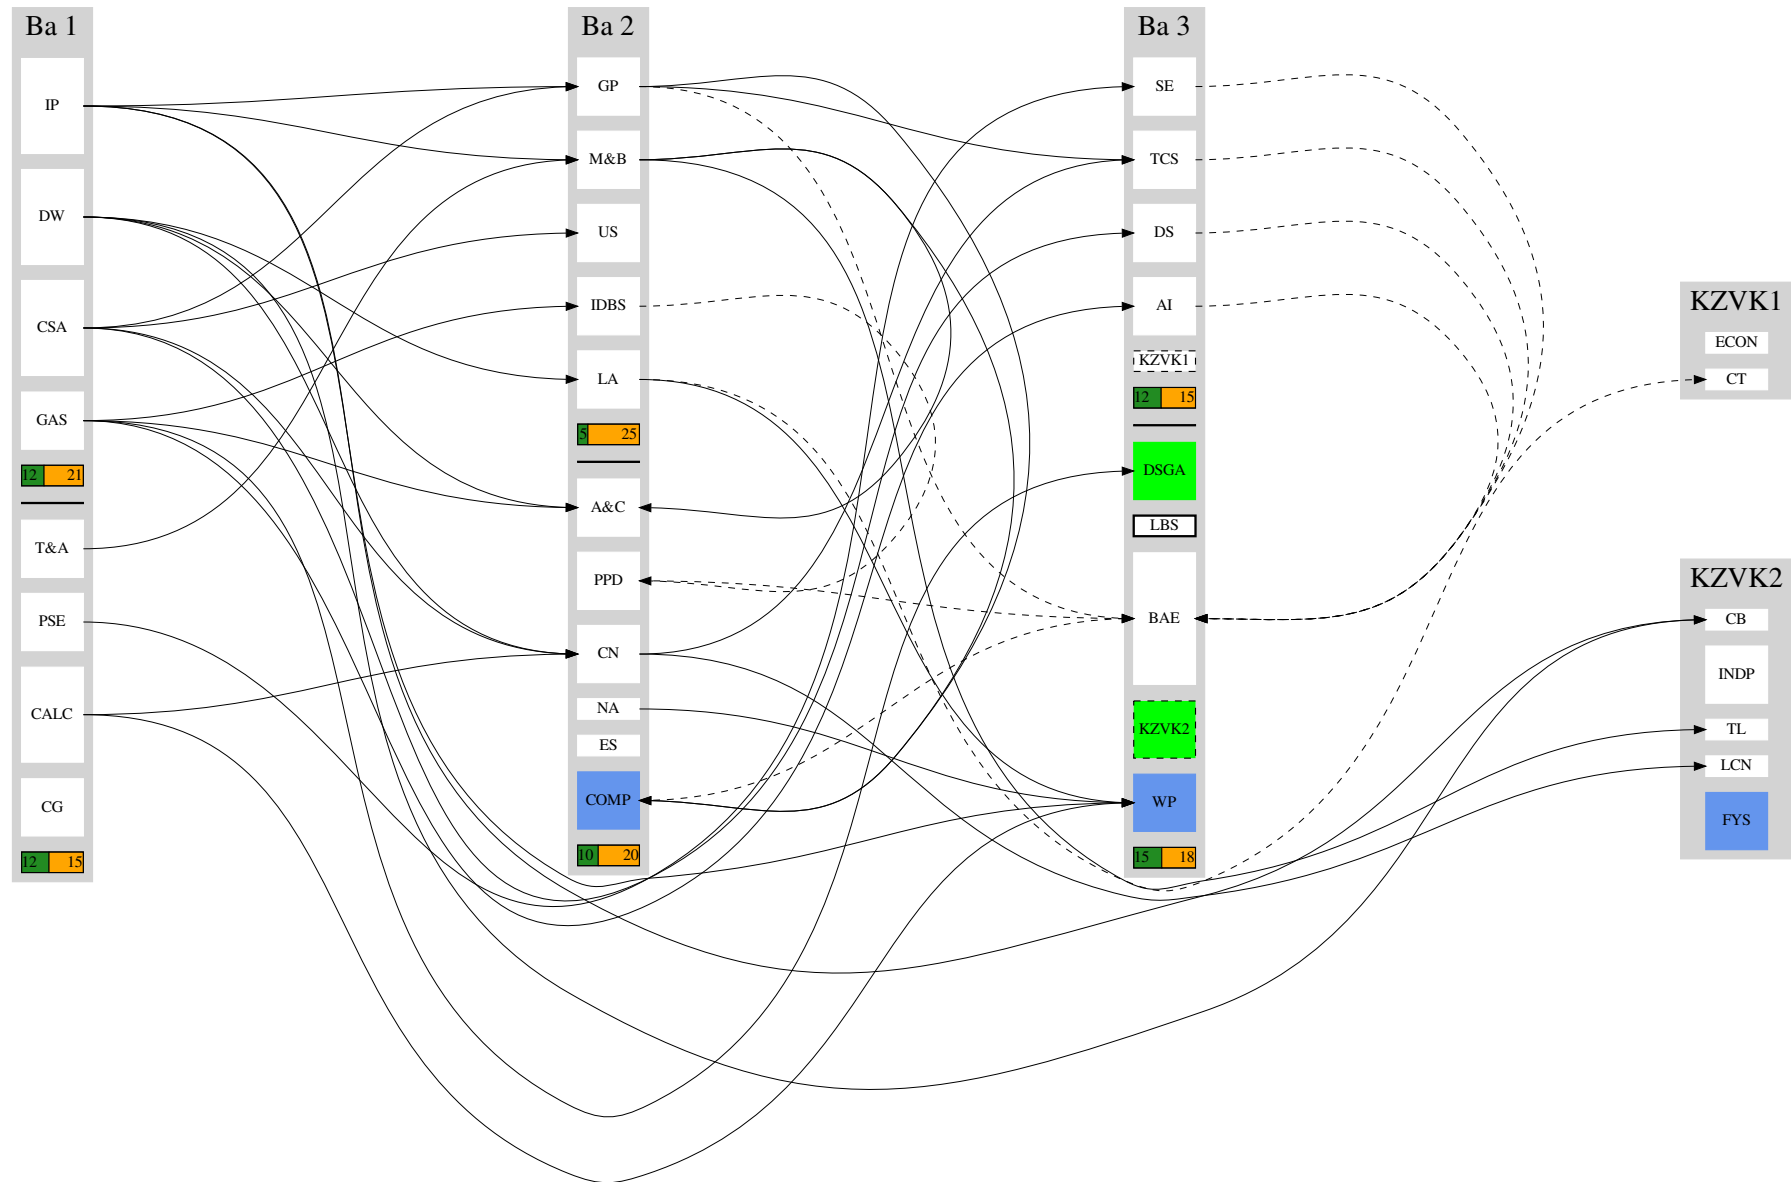 Ba 1
IP
DW
CSA
GAS
12 21
T&A
PSE
CALC
CG
12 15
Ba 2
GP
M&B
US
IDBS
LA
5 25
A&C
PPD
CN
NA
ES
COMP
10 20
Ba 3
SE
TCS
DS
AI
KZVK1
12 15
DSGA
LBS
BAE
KZVK2
WP
15 18
KZVK1
ECON
CT
KZVK2
CB
INDP
TL
LCN
FYS